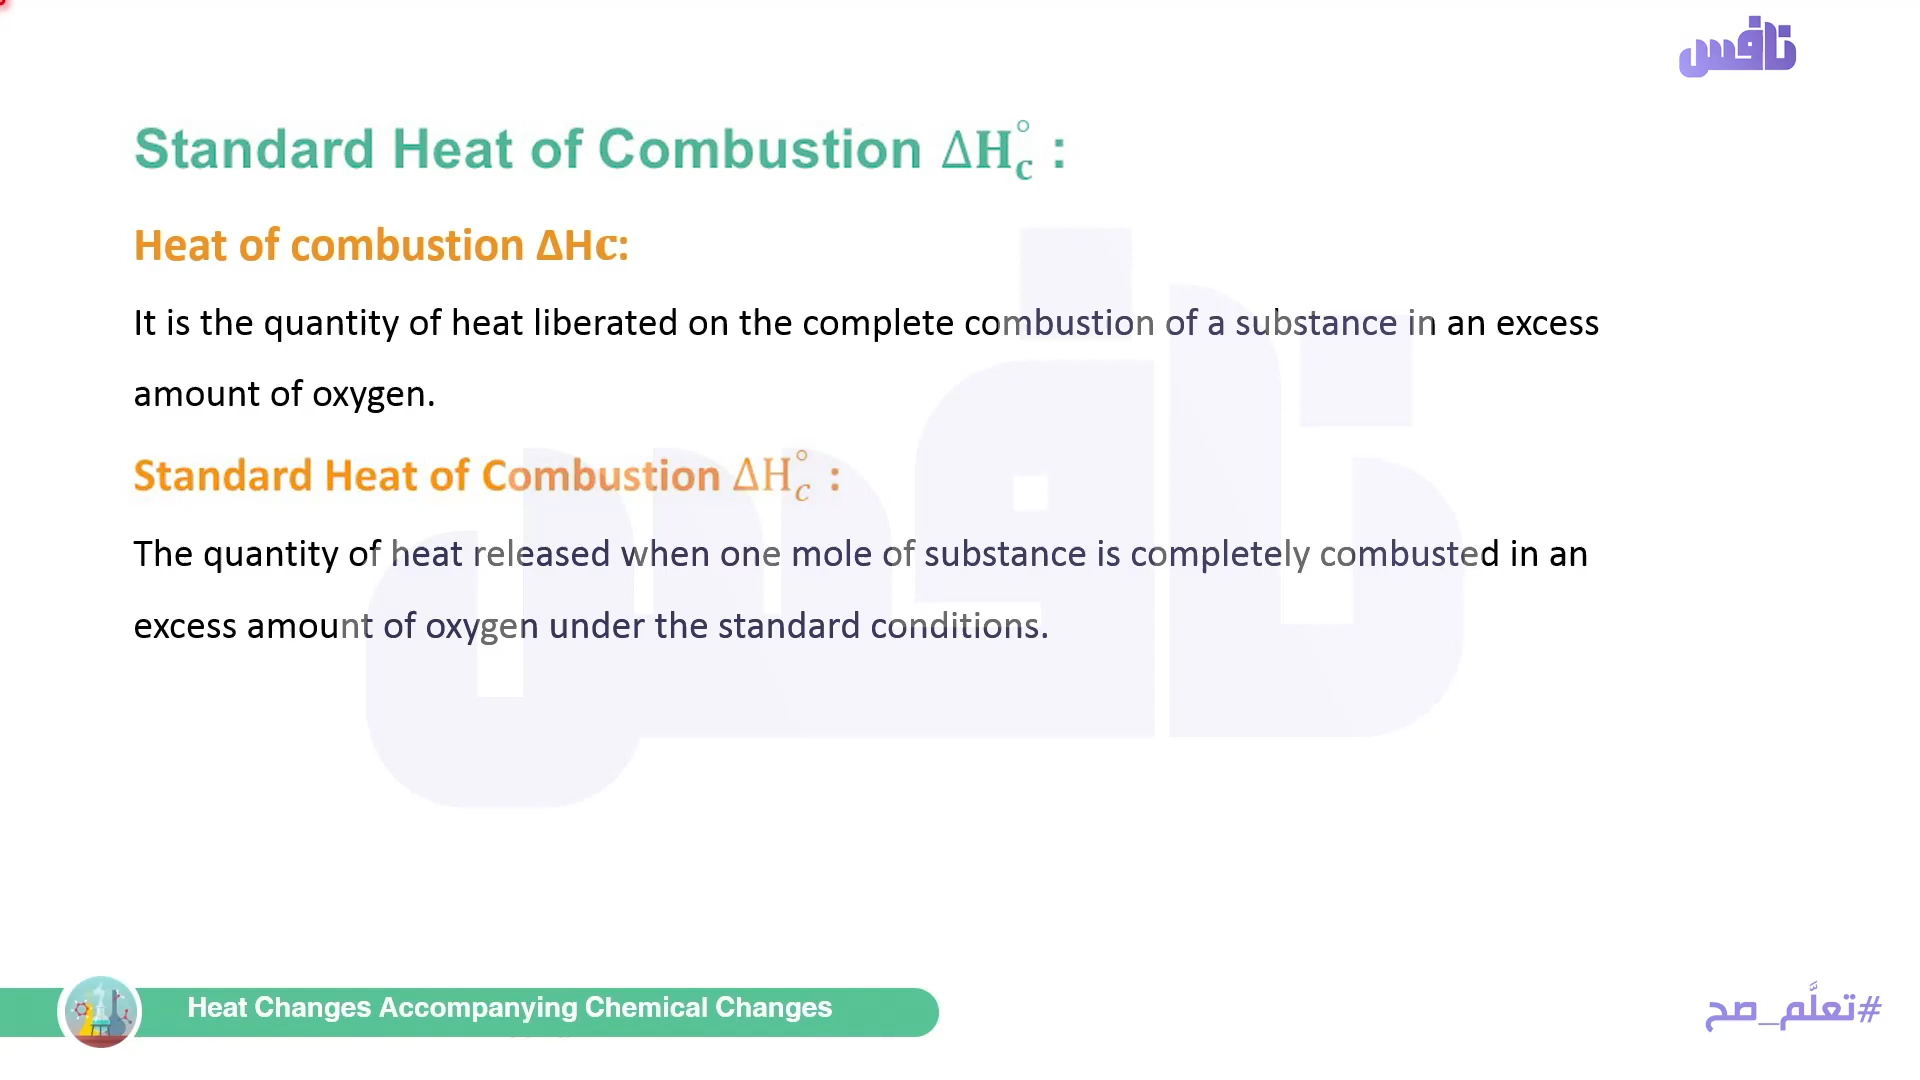 نافس
Standard Heat of Combustion ΔH°c :
Heat of combustion ΔHc:
It is the quantity of heat liberated on the complete combustion of a substance in an excess
amount of oxygen.
Standard Heat of Combustion ΔH°c :
The quantity of heat released when one mole of substance is completely combusted in an
excess amount of oxygen under the standard conditions.
Heat Changes Accompanying Chemical Changes
#تعلَّم_صح